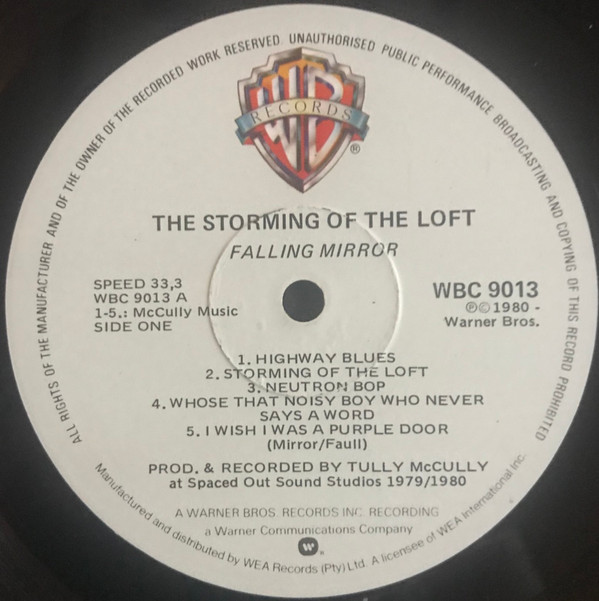 ALL RIGHTS OF THE MANUFACTURER AND OF THE OWNER OF THE RECORDED WORK RESERVED. UNAUTHORISED PUBLIC PERFORMANCE BROADCASTING AND COPYING OF THIS RECORD PROHIBITED
RECORDS
®
THE STORMING OF THE LOFT
FALLING MIRROR
SPEED 33,3
WBC 9013 A
1-5.: McCully Music
SIDE ONE
WBC 9013
℗©1980 -
Warner Bros.
1. HIGHWAY BLUES
2. STORMING OF THE LOFT
3. NEUTRON BOP
4. WHOSE THAT NOISY BOY WHO NEVER
SAYS A WORD
5. I WISH I WAS A PURPLE DOOR
(Mirror/Faull)
PROD. & RECORDED BY TULLY McCULLY
at Spaced Out Sound Studios 1979/1980
A WARNER BROS. RECORDS INC. RECORDING
a Warner Communications Company
Manufactured and distributed by WEA Records (Pty) Ltd. A licensee of WEA International Inc.